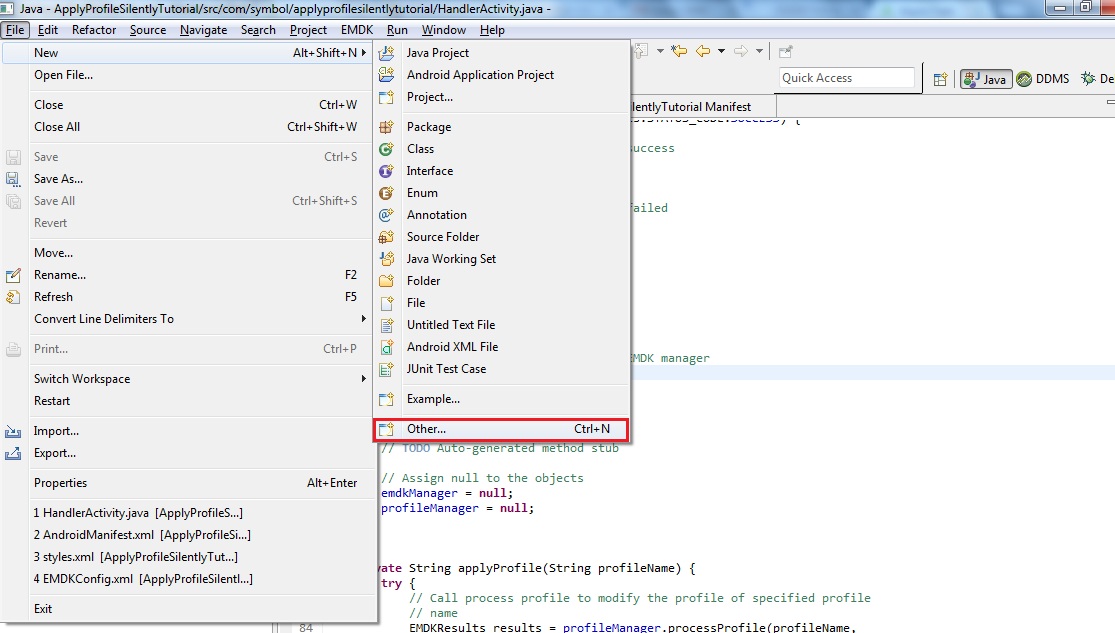 Java - ApplyProfileSilentlyTutorial/src/com/symbol/applyprofilesilentlytutorial/HandlerActivity.java -
File Edit Refactor Source Navigate Search Project EMDK Run Window Help
New Alt+Shift+N
Open File...
Close Ctrl+W
Close All Ctrl+Shift+W
Save Ctrl+S
Save As...
Save All Ctrl+Shift+S
Revert
Move...
Rename... F2
Refresh F5
Convert Line Delimiters To
Print... Ctrl+P
Switch Workspace
Restart
Import...
Export...
Properties Alt+Enter
1 HandlerActivity.java [ApplyProfileS...]
2 AndroidManifest.xml [ApplyProfileSi...]
3 styles.xml [ApplyProfileSilentlyTut...]
4 EMDKConfig.xml [ApplyProfileSilentl...]
Exit
Java Project
Android Application Project
Project...
Package
Class
Interface
Enum
Annotation
Source Folder
Java Working Set
Folder
File
Untitled Text File
Android XML File
JUnit Test Case
Example...
Other... Ctrl+N
Quick Access
Java DDMS De
lentlyTutorial Manifest
S.STATUS_CODE.SUCCESS) {
uccess
failed
EMDK manager
// TODO Auto-generated method stub
// Assign null to the objects
emdkManager = null;
profileManager = null;
vate String applyProfile(String profileName) {
try {
// Call process profile to modify the profile of specified profile
// name
84 EMDKResults results = profileManager.processProfile(profileName,